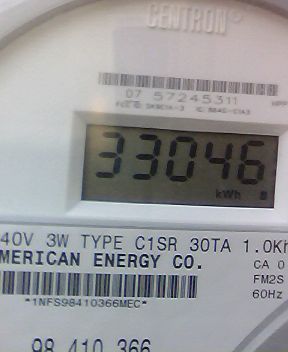 CENTRON®
07 57245311
33046
kWh
40V 3W TYPE C1SR 30TA 1.0Kh
MERICAN ENERGY CO.
CA 0
FM2S
60Hz
*1NFS98410366MEC*
98 410 366